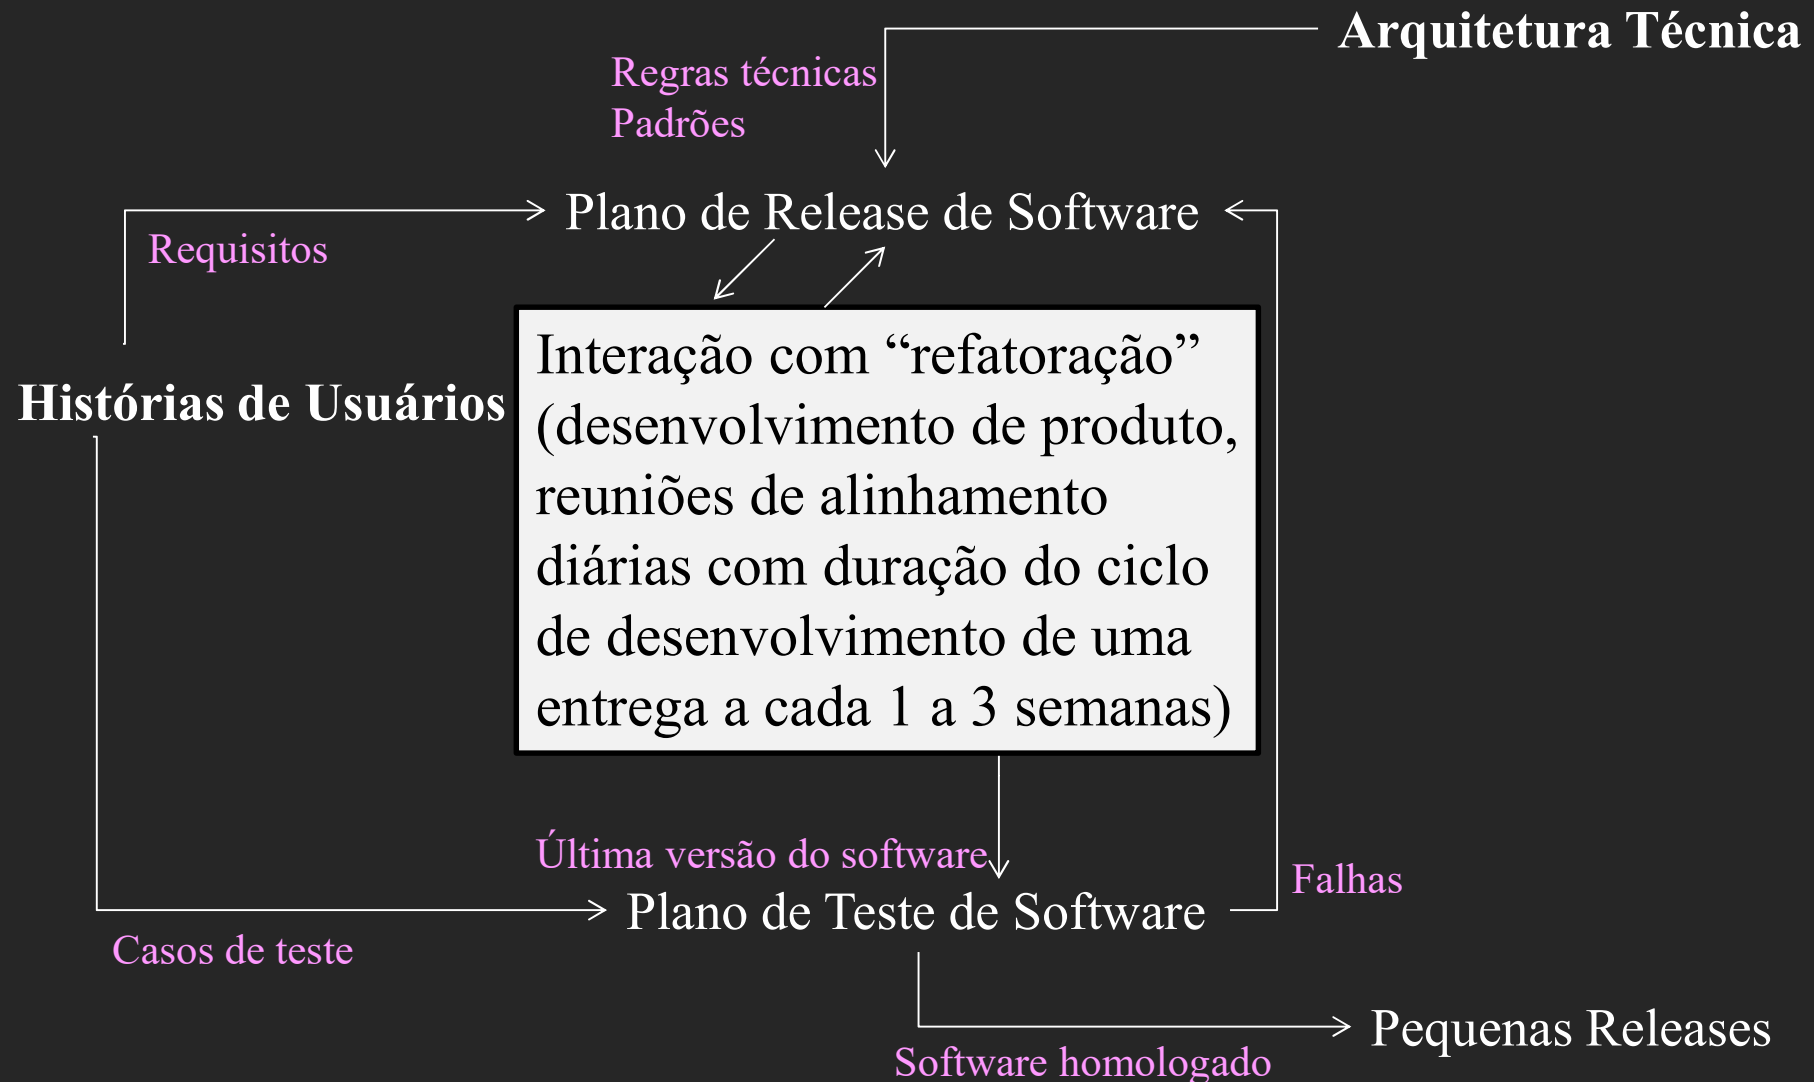 Arquitetura Técnica
Regras técnicas
Padrões
Plano de Release de Software
Requisitos
Histórias de Usuários
Interação com “refatoração”
(desenvolvimento de produto,
reuniões de alinhamento
diárias com duração do ciclo
de desenvolvimento de uma
entrega a cada 1 a 3 semanas)
Última versão do software
Falhas
Plano de Teste de Software
Casos de teste
Pequenas Releases
Software homologado